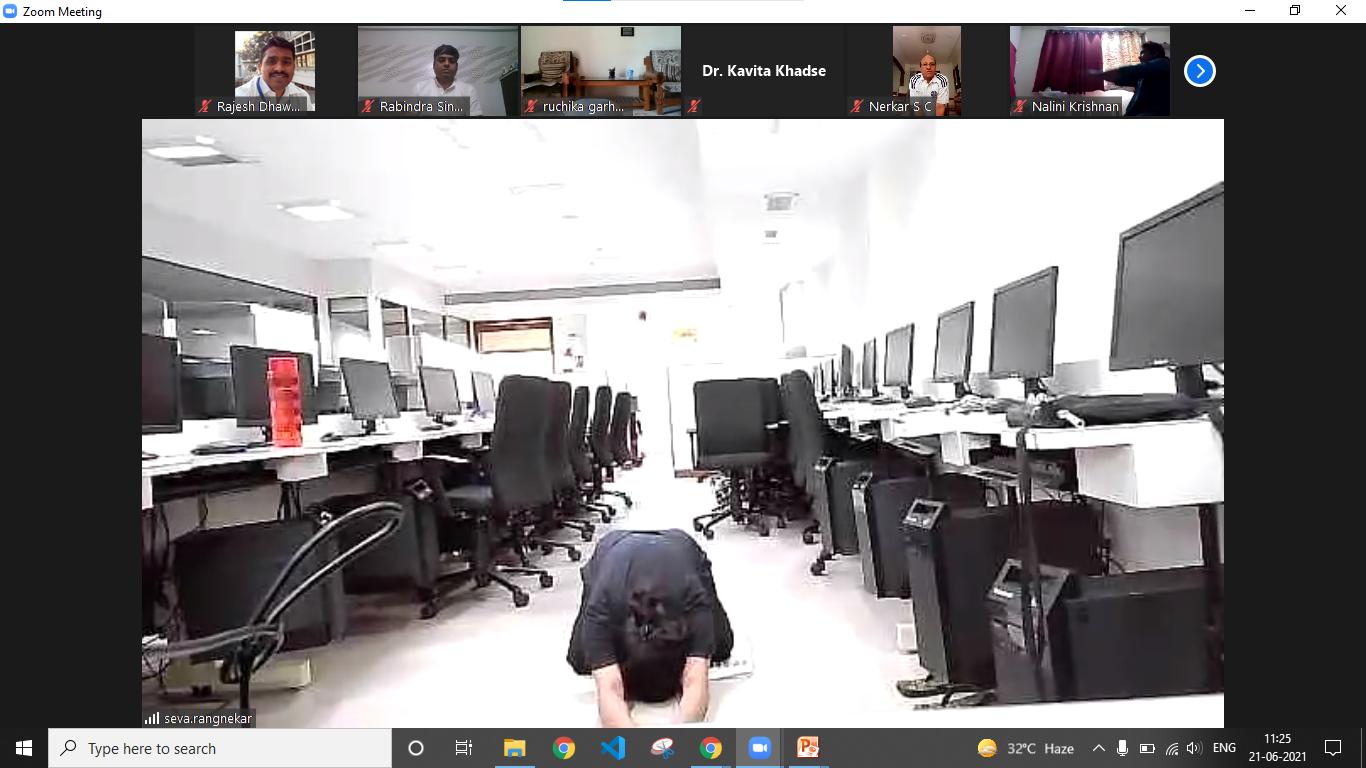 Zoom Meeting
Rajesh Dhaw...
Rabindra Sin...
ruchika garh...
Dr. Kavita Khadse
Nerkar S C
Nalini Krishnan
seva.rangnekar
Type here to search
32°C Haze
ENG
11:25
21-06-2021